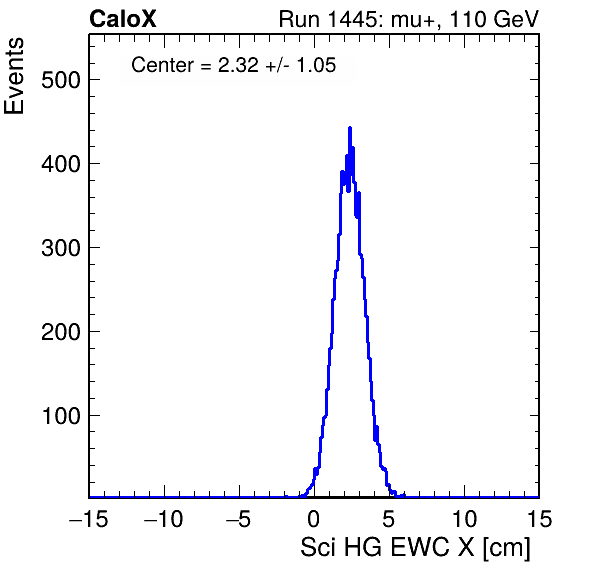 CaloX Run 1445: mu+, 110 GeV
Events
Center = 2.32 +/- 1.05
500
400
300
200
100
−15 −10 −5 0 5 10 15
Sci HG EWC X [cm]